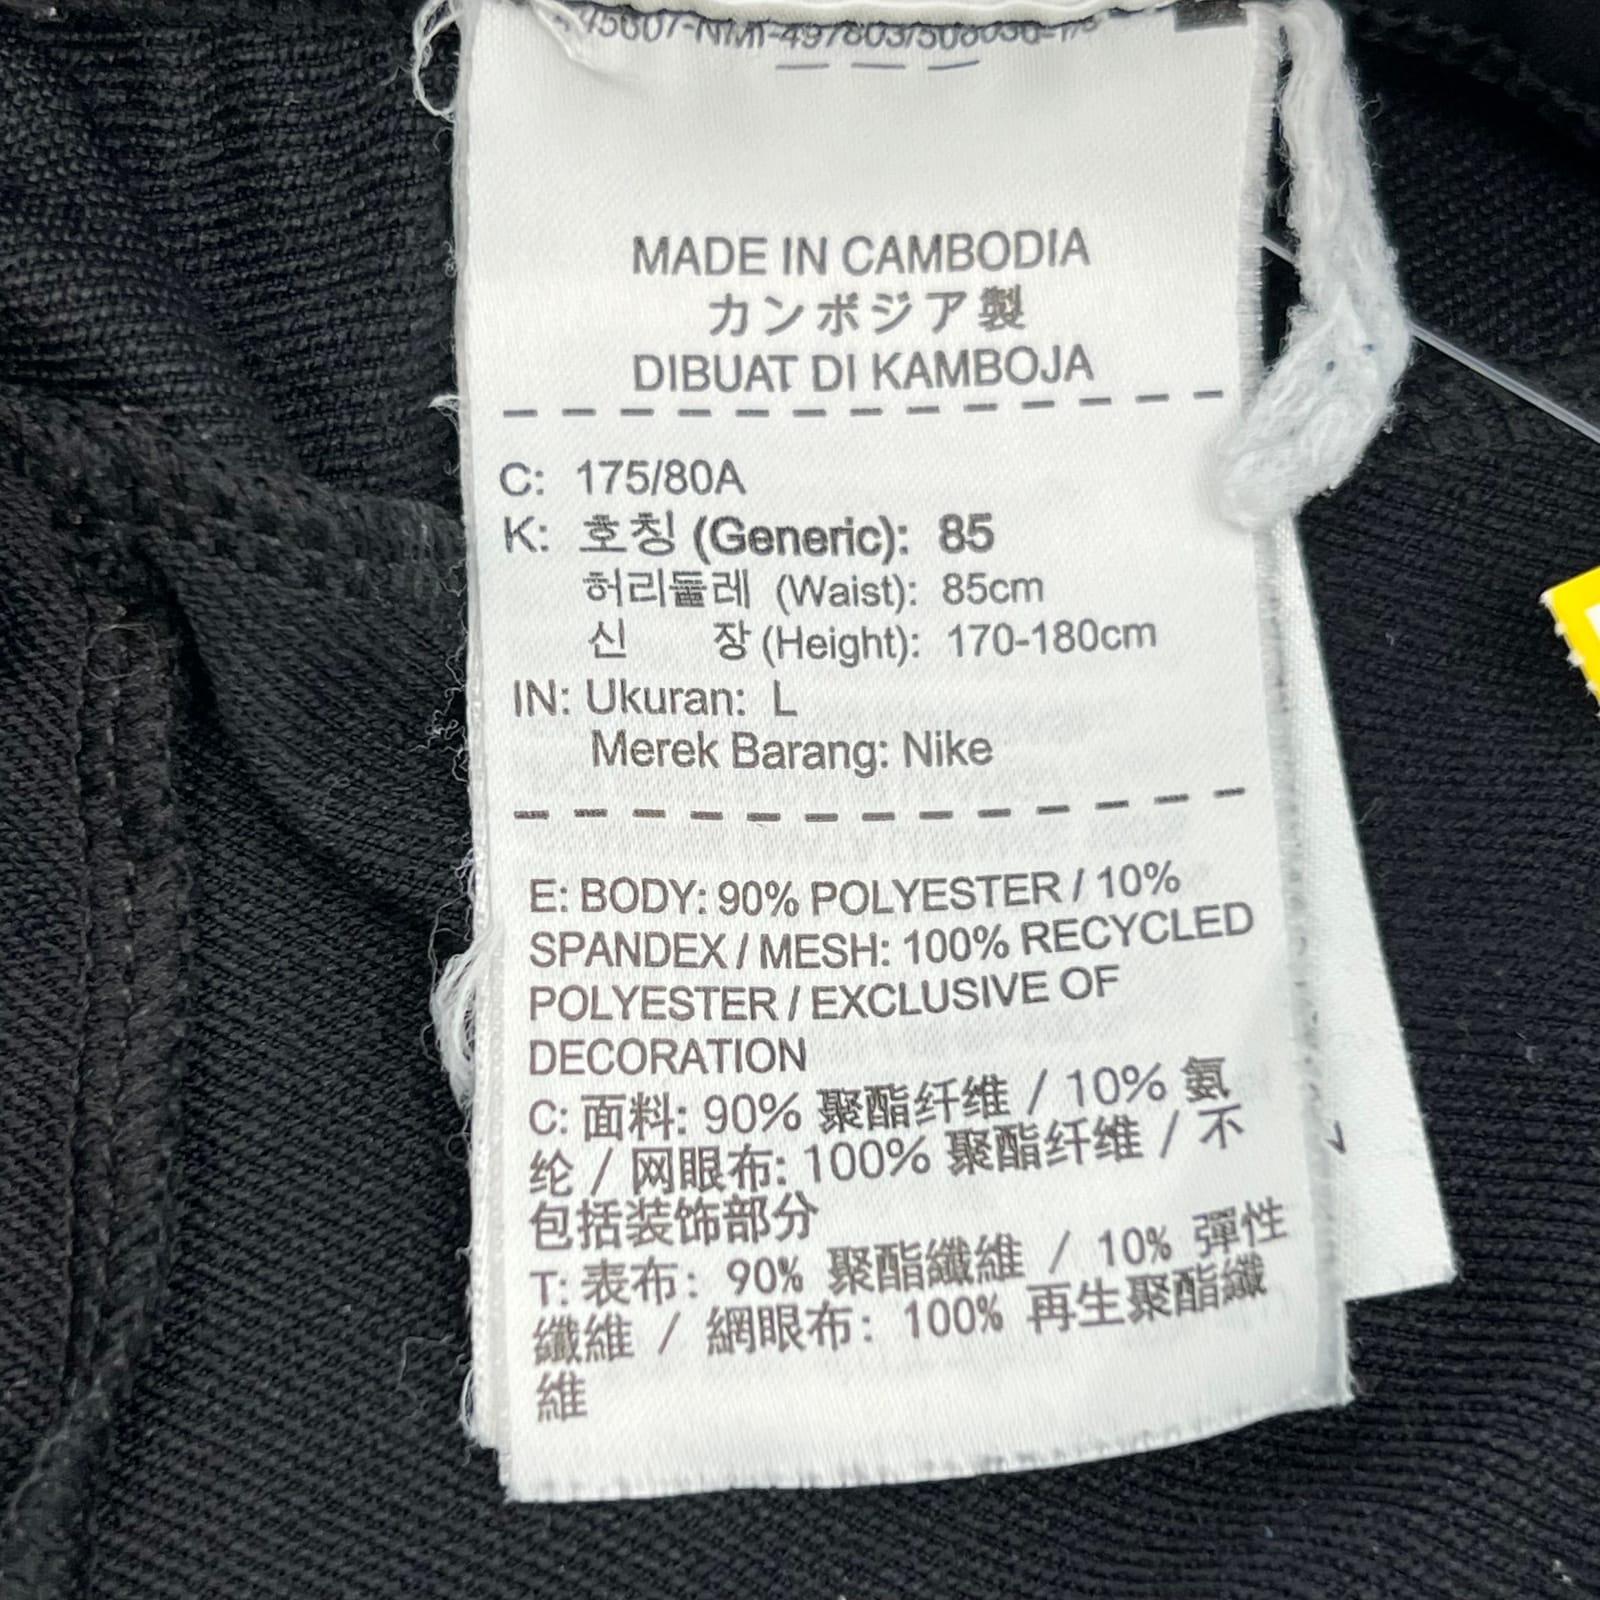 MADE IN CAMBODIA
カンボジア製
DIBUAT DI KAMBOJA
C: 175/80A
K: 호칭 (Generic): 85
허리둘레 (Waist): 85cm
신 장 (Height): 170-180cm
IN: Ukuran: L
Merek Barang: Nike
E: BODY: 90% POLYESTER / 10%
SPANDEX / MESH: 100% RECYCLED
POLYESTER / EXCLUSIVE OF
DECORATION
C: 面料: 90% 聚酯纤维 / 10% 氨
纶 / 网眼布: 100% 聚酯纤维 / 不
包括装饰部分
T: 表布: 90% 聚酯纖維 / 10% 彈性
纖維 / 網眼布: 100% 再生聚酯纖
維